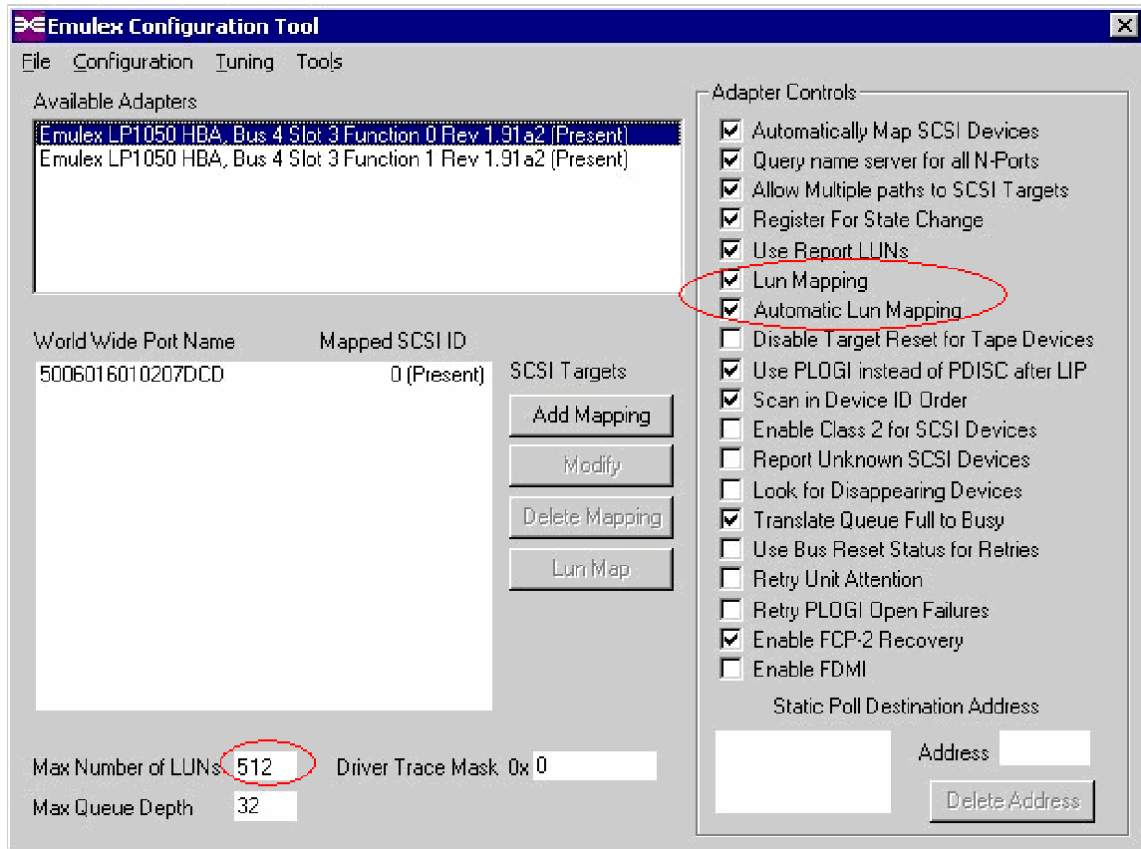 Emulex Configuration Tool
File Configuration Tuning Tools
Available Adapters
Emulex LP1050 HBA, Bus 4 Slot 3 Function 0 Rev 1.91a2 (Present)
Emulex LP1050 HBA, Bus 4 Slot 3 Function 1 Rev 1.91a2 (Present)
World Wide Port Name Mapped SCSI ID
5006016010207DCD 0 (Present)
SCSI Targets
Add Mapping
Modify
Delete Mapping
Lun Map
Max Number of LUNs 512 Driver Trace Mask 0x 0
Max Queue Depth 32
Adapter Controls
Automatically Map SCSI Devices
Query name server for all N-Ports
Allow Multiple paths to SCSI Targets
Register For State Change
Use Report LUNs
Lun Mapping
Automatic Lun Mapping
Disable Target Reset for Tape Devices
Use PLOGI instead of PDISC after LIP
Scan in Device ID Order
Enable Class 2 for SCSI Devices
Report Unknown SCSI Devices
Look for Disappearing Devices
Translate Queue Full to Busy
Use Bus Reset Status for Retries
Retry Unit Attention
Retry PLOGI Open Failures
Enable FCP-2 Recovery
Enable FDMI
Static Poll Destination Address
Address
Delete Address